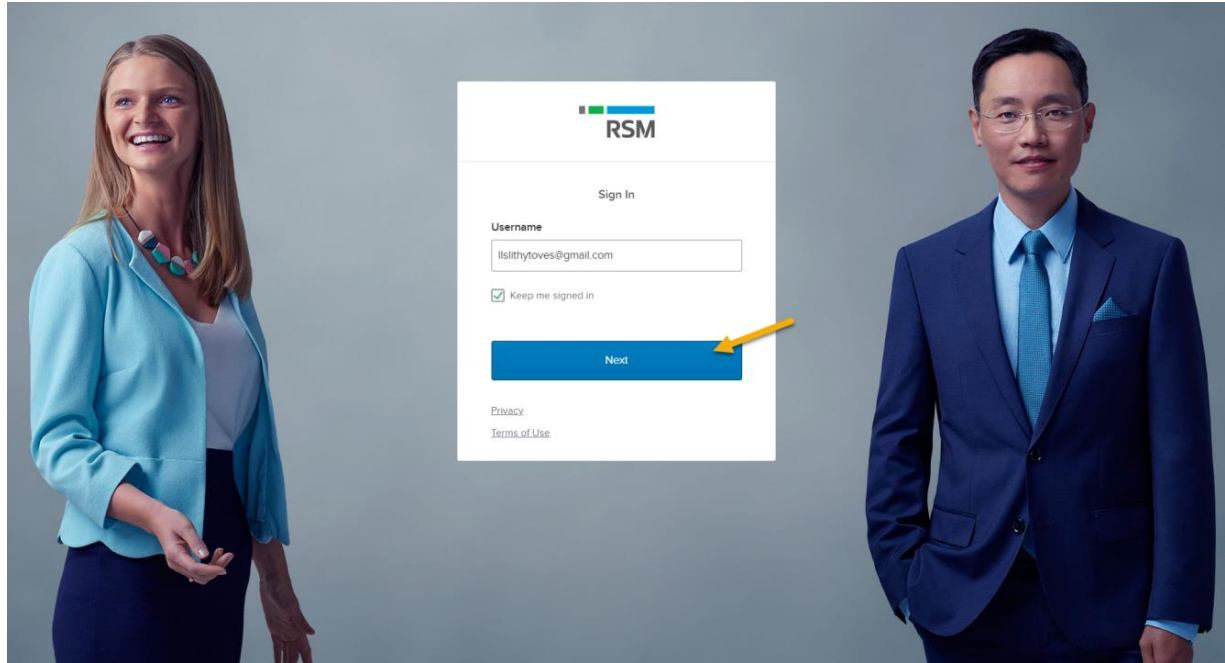 RSM
Sign In
Username
llslithytoves@gmail.com
Keep me signed in
Next
Privacy
Terms of Use